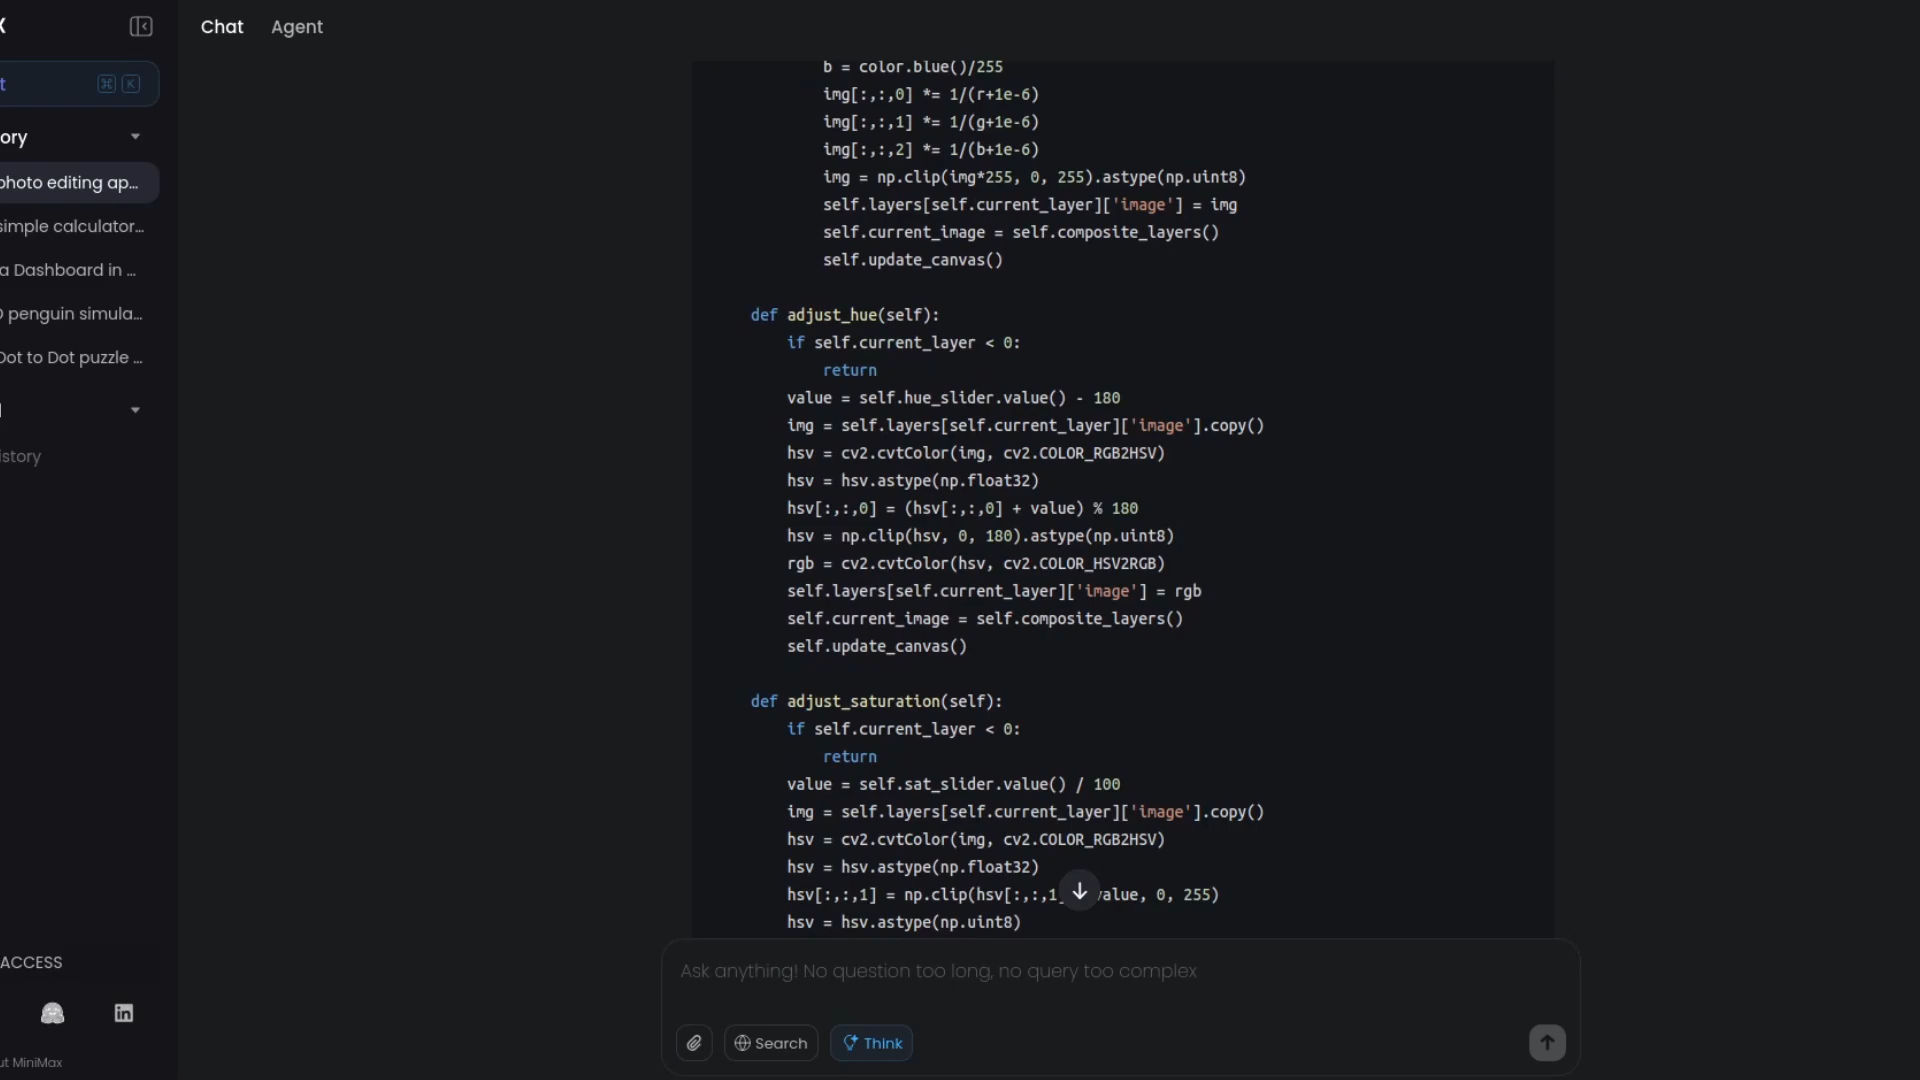 X
Chat Agent
t ⌘ K
ory
photo editing ap...
simple calculator...
a Dashboard in ...
D penguin simula...
Dot to Dot puzzle ...
istory
ACCESS
ut MiniMax
b = color.blue()/255
img[:,:,0] *= 1/(r+1e-6)
img[:,:,1] *= 1/(g+1e-6)
img[:,:,2] *= 1/(b+1e-6)
img = np.clip(img*255, 0, 255).astype(np.uint8)
self.layers[self.current_layer]['image'] = img
self.current_image = self.composite_layers()
self.update_canvas()
def adjust_hue(self):
if self.current_layer < 0:
return
value = self.hue_slider.value() - 180
img = self.layers[self.current_layer]['image'].copy()
hsv = cv2.cvtColor(img, cv2.COLOR_RGB2HSV)
hsv = hsv.astype(np.float32)
hsv[:,:,0] = (hsv[:,:,0] + value) % 180
hsv = np.clip(hsv, 0, 180).astype(np.uint8)
rgb = cv2.cvtColor(hsv, cv2.COLOR_HSV2RGB)
self.layers[self.current_layer]['image'] = rgb
self.current_image = self.composite_layers()
self.update_canvas()
def adjust_saturation(self):
if self.current_layer < 0:
return
value = self.sat_slider.value() / 100
img = self.layers[self.current_layer]['image'].copy()
hsv = cv2.cvtColor(img, cv2.COLOR_RGB2HSV)
hsv = hsv.astype(np.float32)
hsv[:,:,1] = np.clip(hsv[:,:,1 value, 0, 255)
hsv = hsv.astype(np.uint8)
Ask anything! No question too long, no query too complex
Search Think